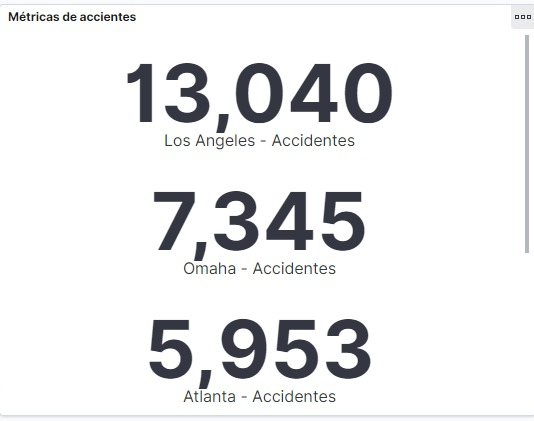 Métricas de accientes
13,040
Los Angeles - Accidentes
7,345
Omaha - Accidentes
5,953
Atlanta - Accidentes